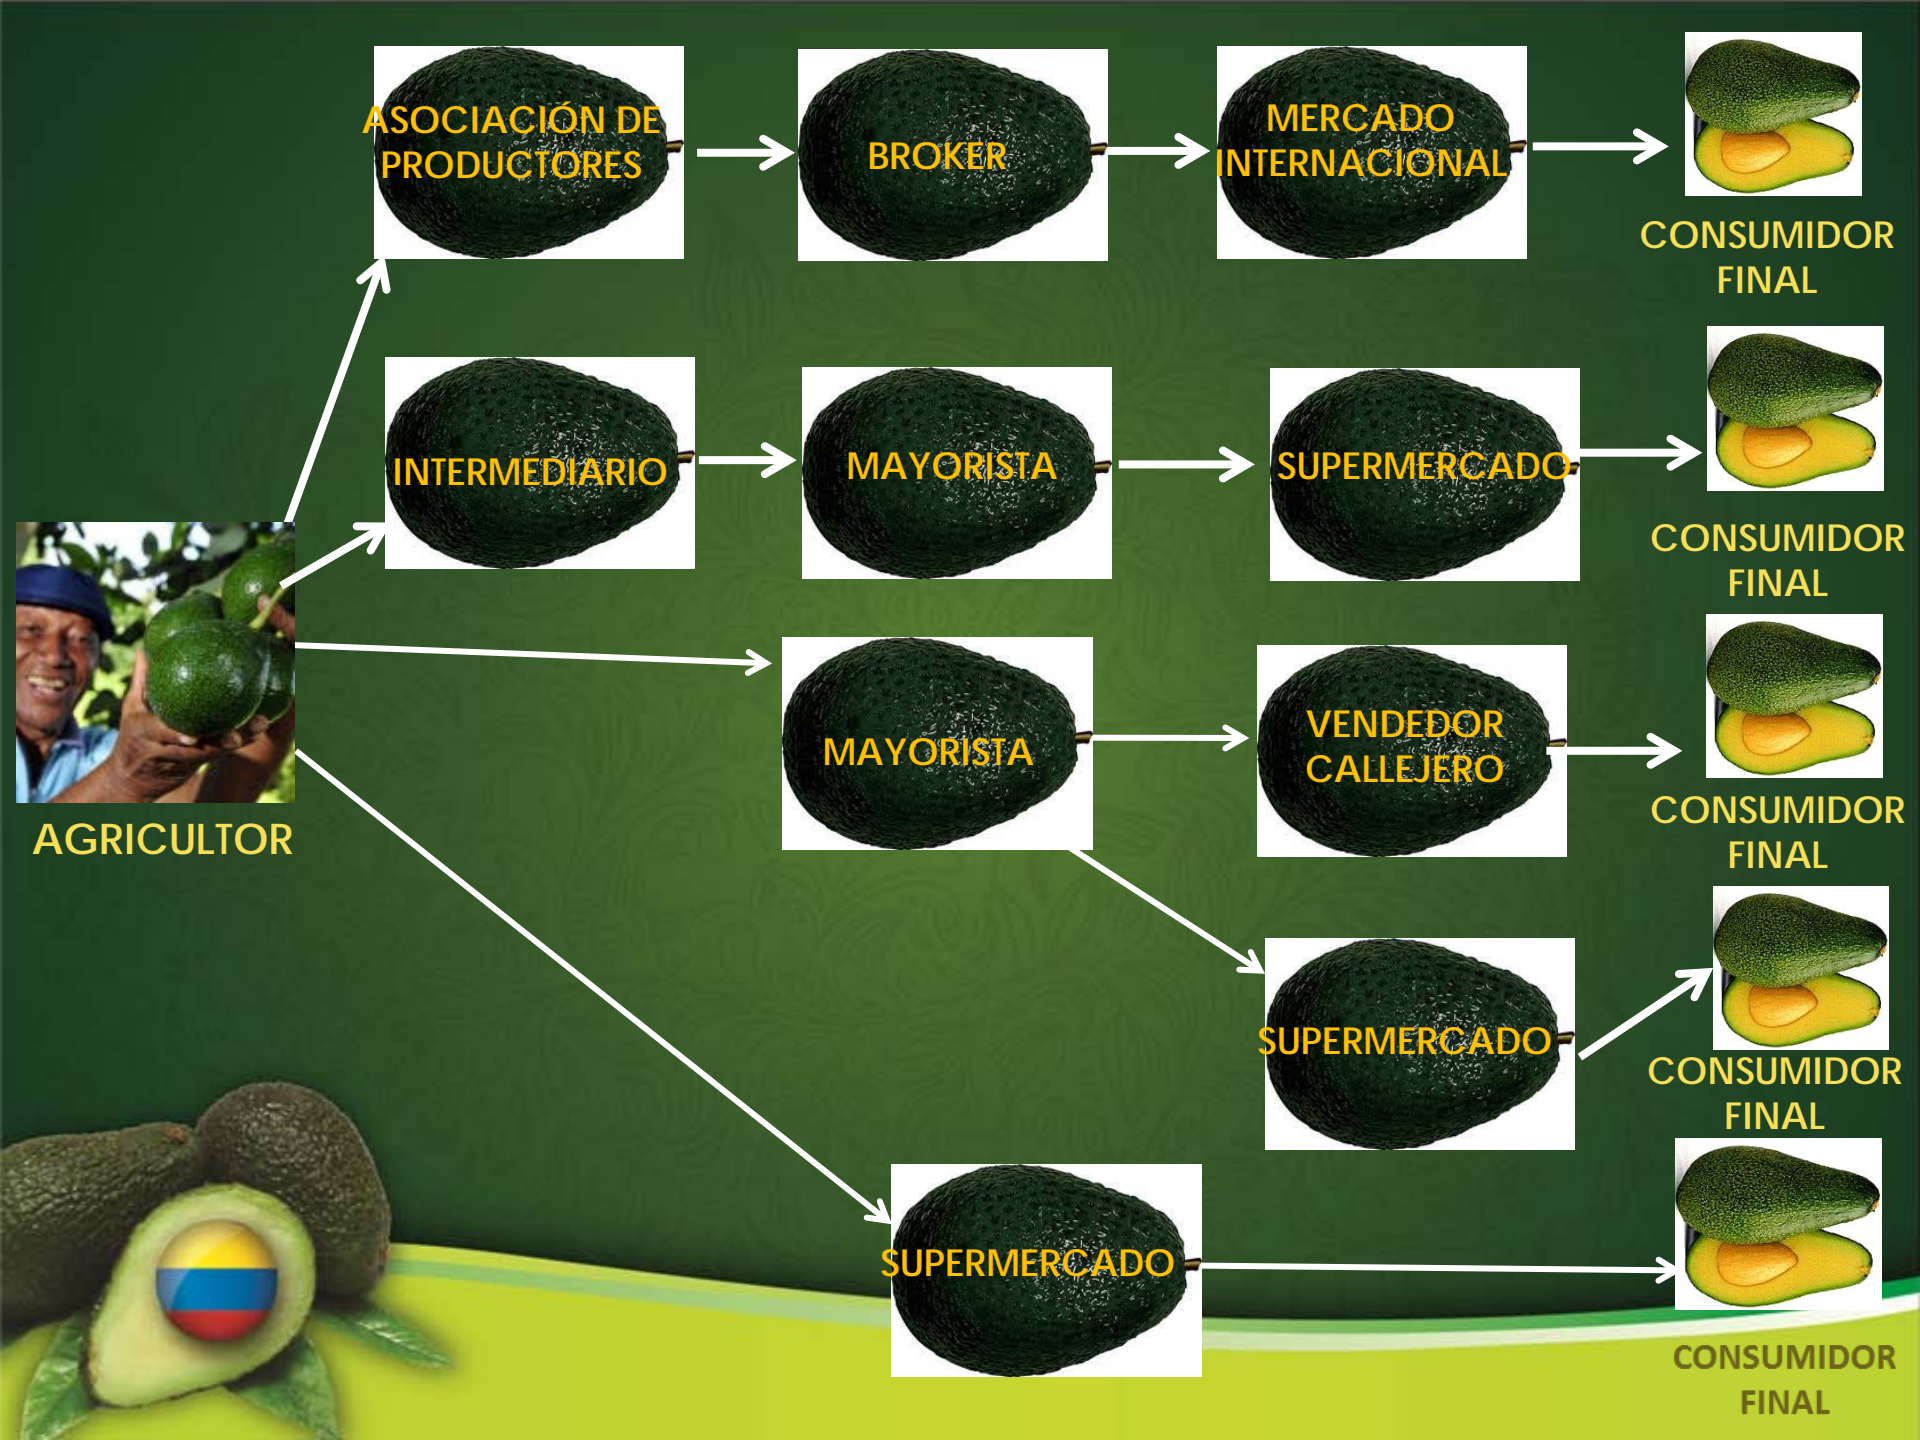 ASOCIACIÓN DE
PRODUCTORES
BROKER
MERCADO
INTERNACIONAL
CONSUMIDOR
FINAL
INTERMEDIARIO
MAYORISTA
SUPERMERCADO
CONSUMIDOR
FINAL
AGRICULTOR
MAYORISTA
VENDEDOR
CALLEJERO
CONSUMIDOR
FINAL
SUPERMERCADO
CONSUMIDOR
FINAL
SUPERMERCADO
CONSUMIDOR
FINAL